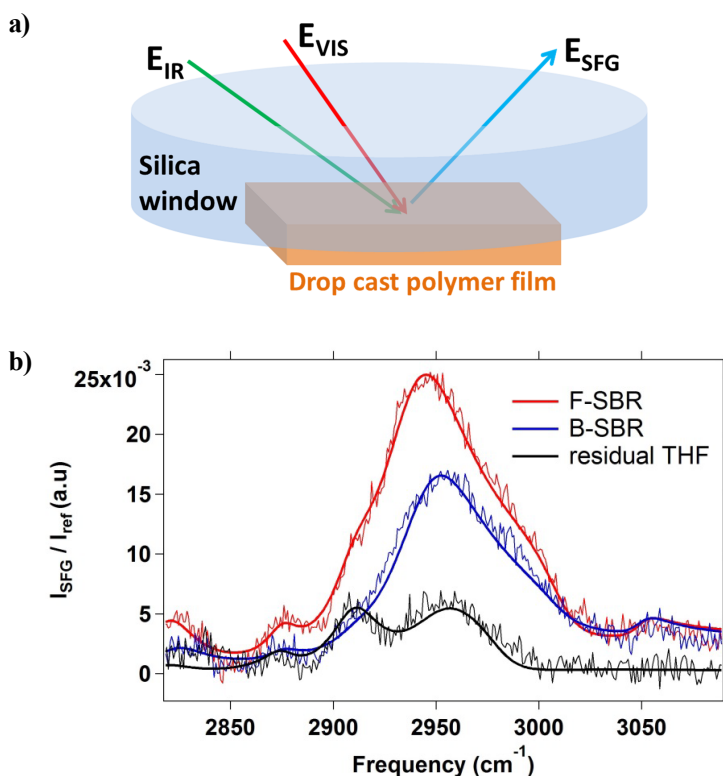 a)
E_IR
E_VIS
E_SFG
Silica
window
Drop cast polymer film
b)
25x10⁻³
20
15
10
5
0
I_SFG / I_ref (a.u)
F-SBR
B-SBR
residual THF
2850 2900 2950 3000 3050
Frequency (cm⁻¹)